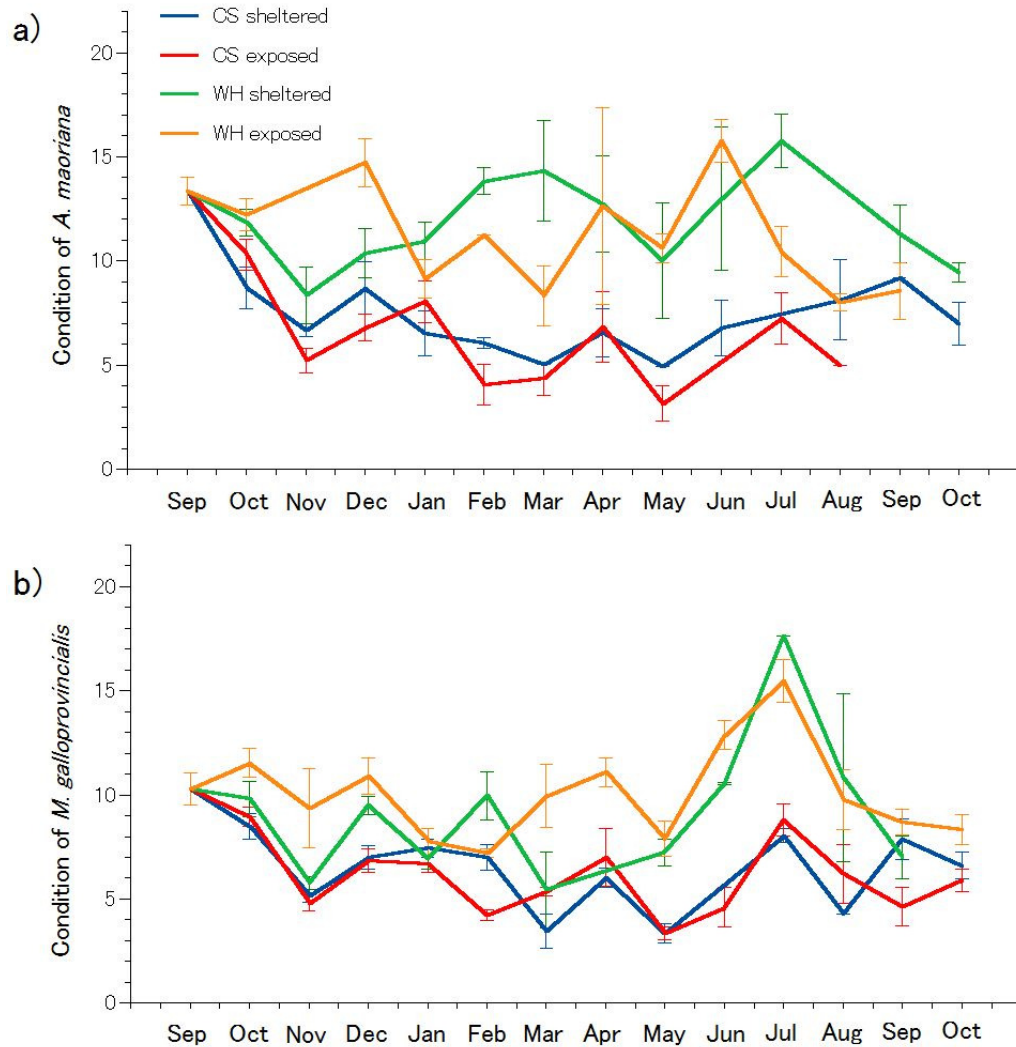 a)
CS sheltered
CS exposed
WH sheltered
WH exposed
Condition of A. maoriana
20
15
10
5
0
Sep Oct Nov Dec Jan Feb Mar Apr May Jun Jul Aug Sep Oct
b)
Condition of M. galloprovincialis
20
15
10
5
0
Sep Oct Nov Dec Jan Feb Mar Apr May Jun Jul Aug Sep Oct